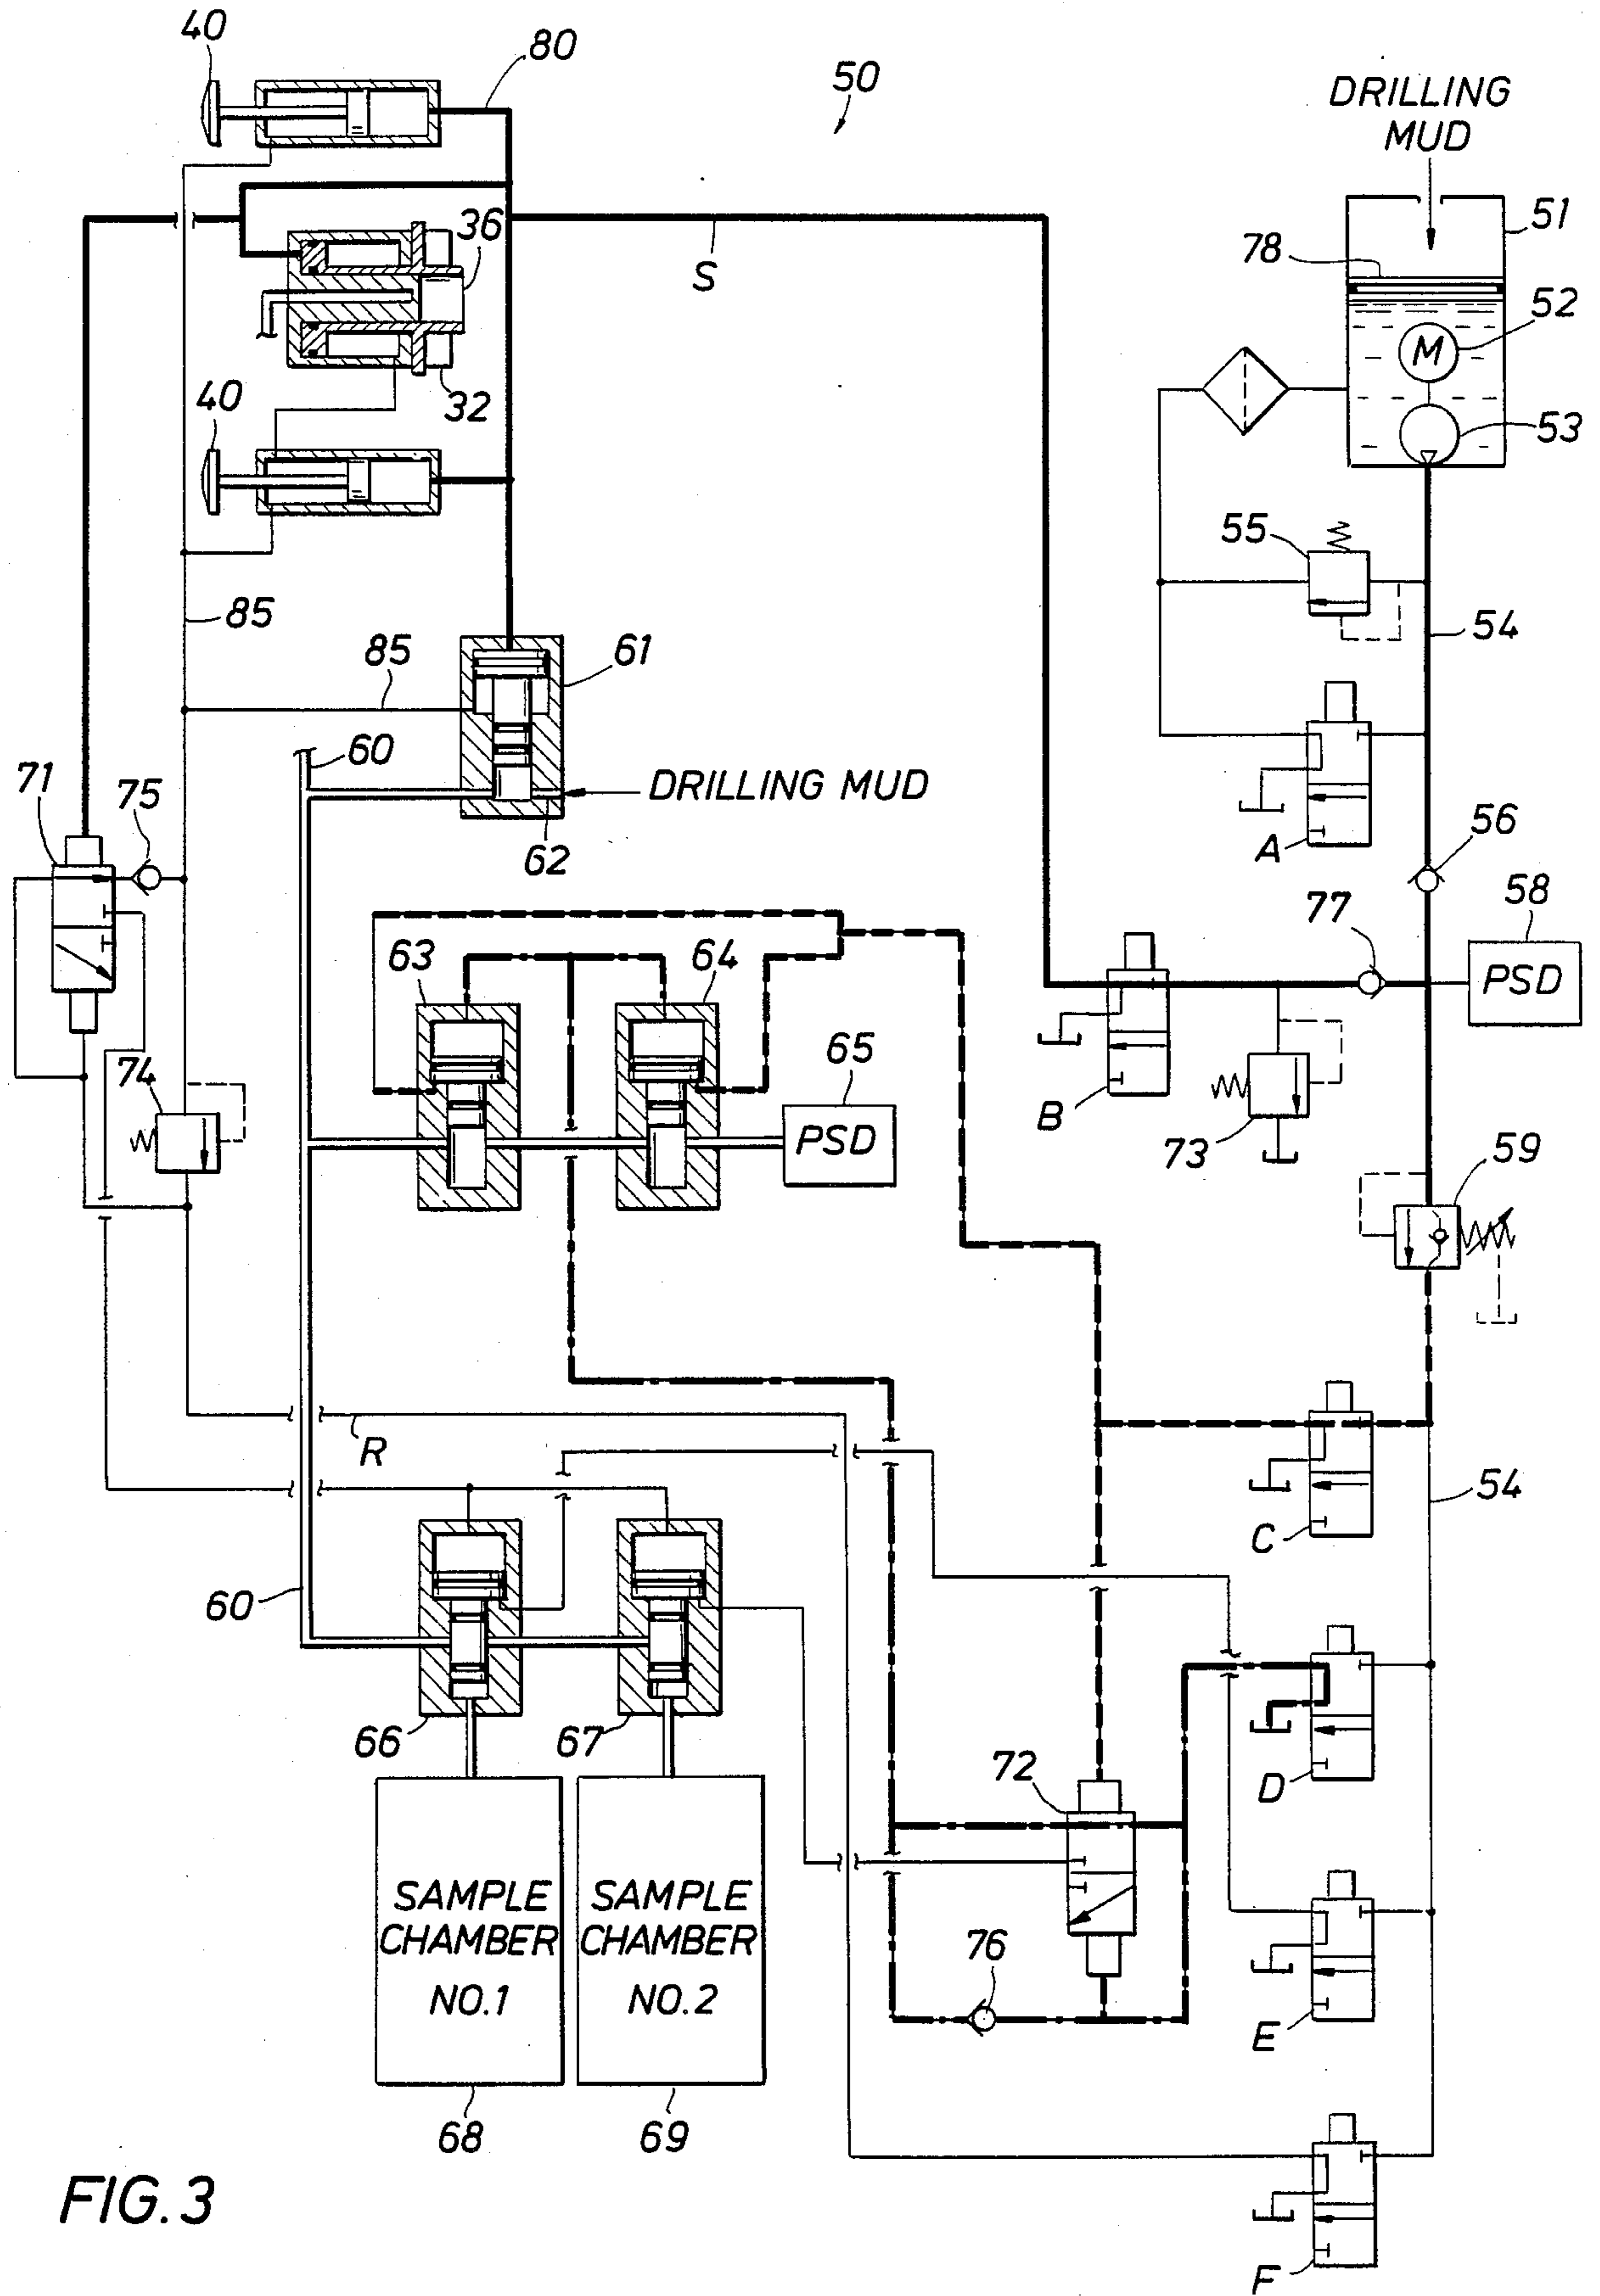 40
80
50
DRILLING
MUD
51
78
36
S
52
M
32
40
53
55
54
85
85
61
60
71
75
DRILLING MUD
62
A
56
58
77
63
64
PSD
65
74
B
PSD
73
59
R
54
C
60
66
67
72
D
SAMPLE
CHAMBER
NO.1
SAMPLE
CHAMBER
NO.2
76
E
68
69
FIG.3
F